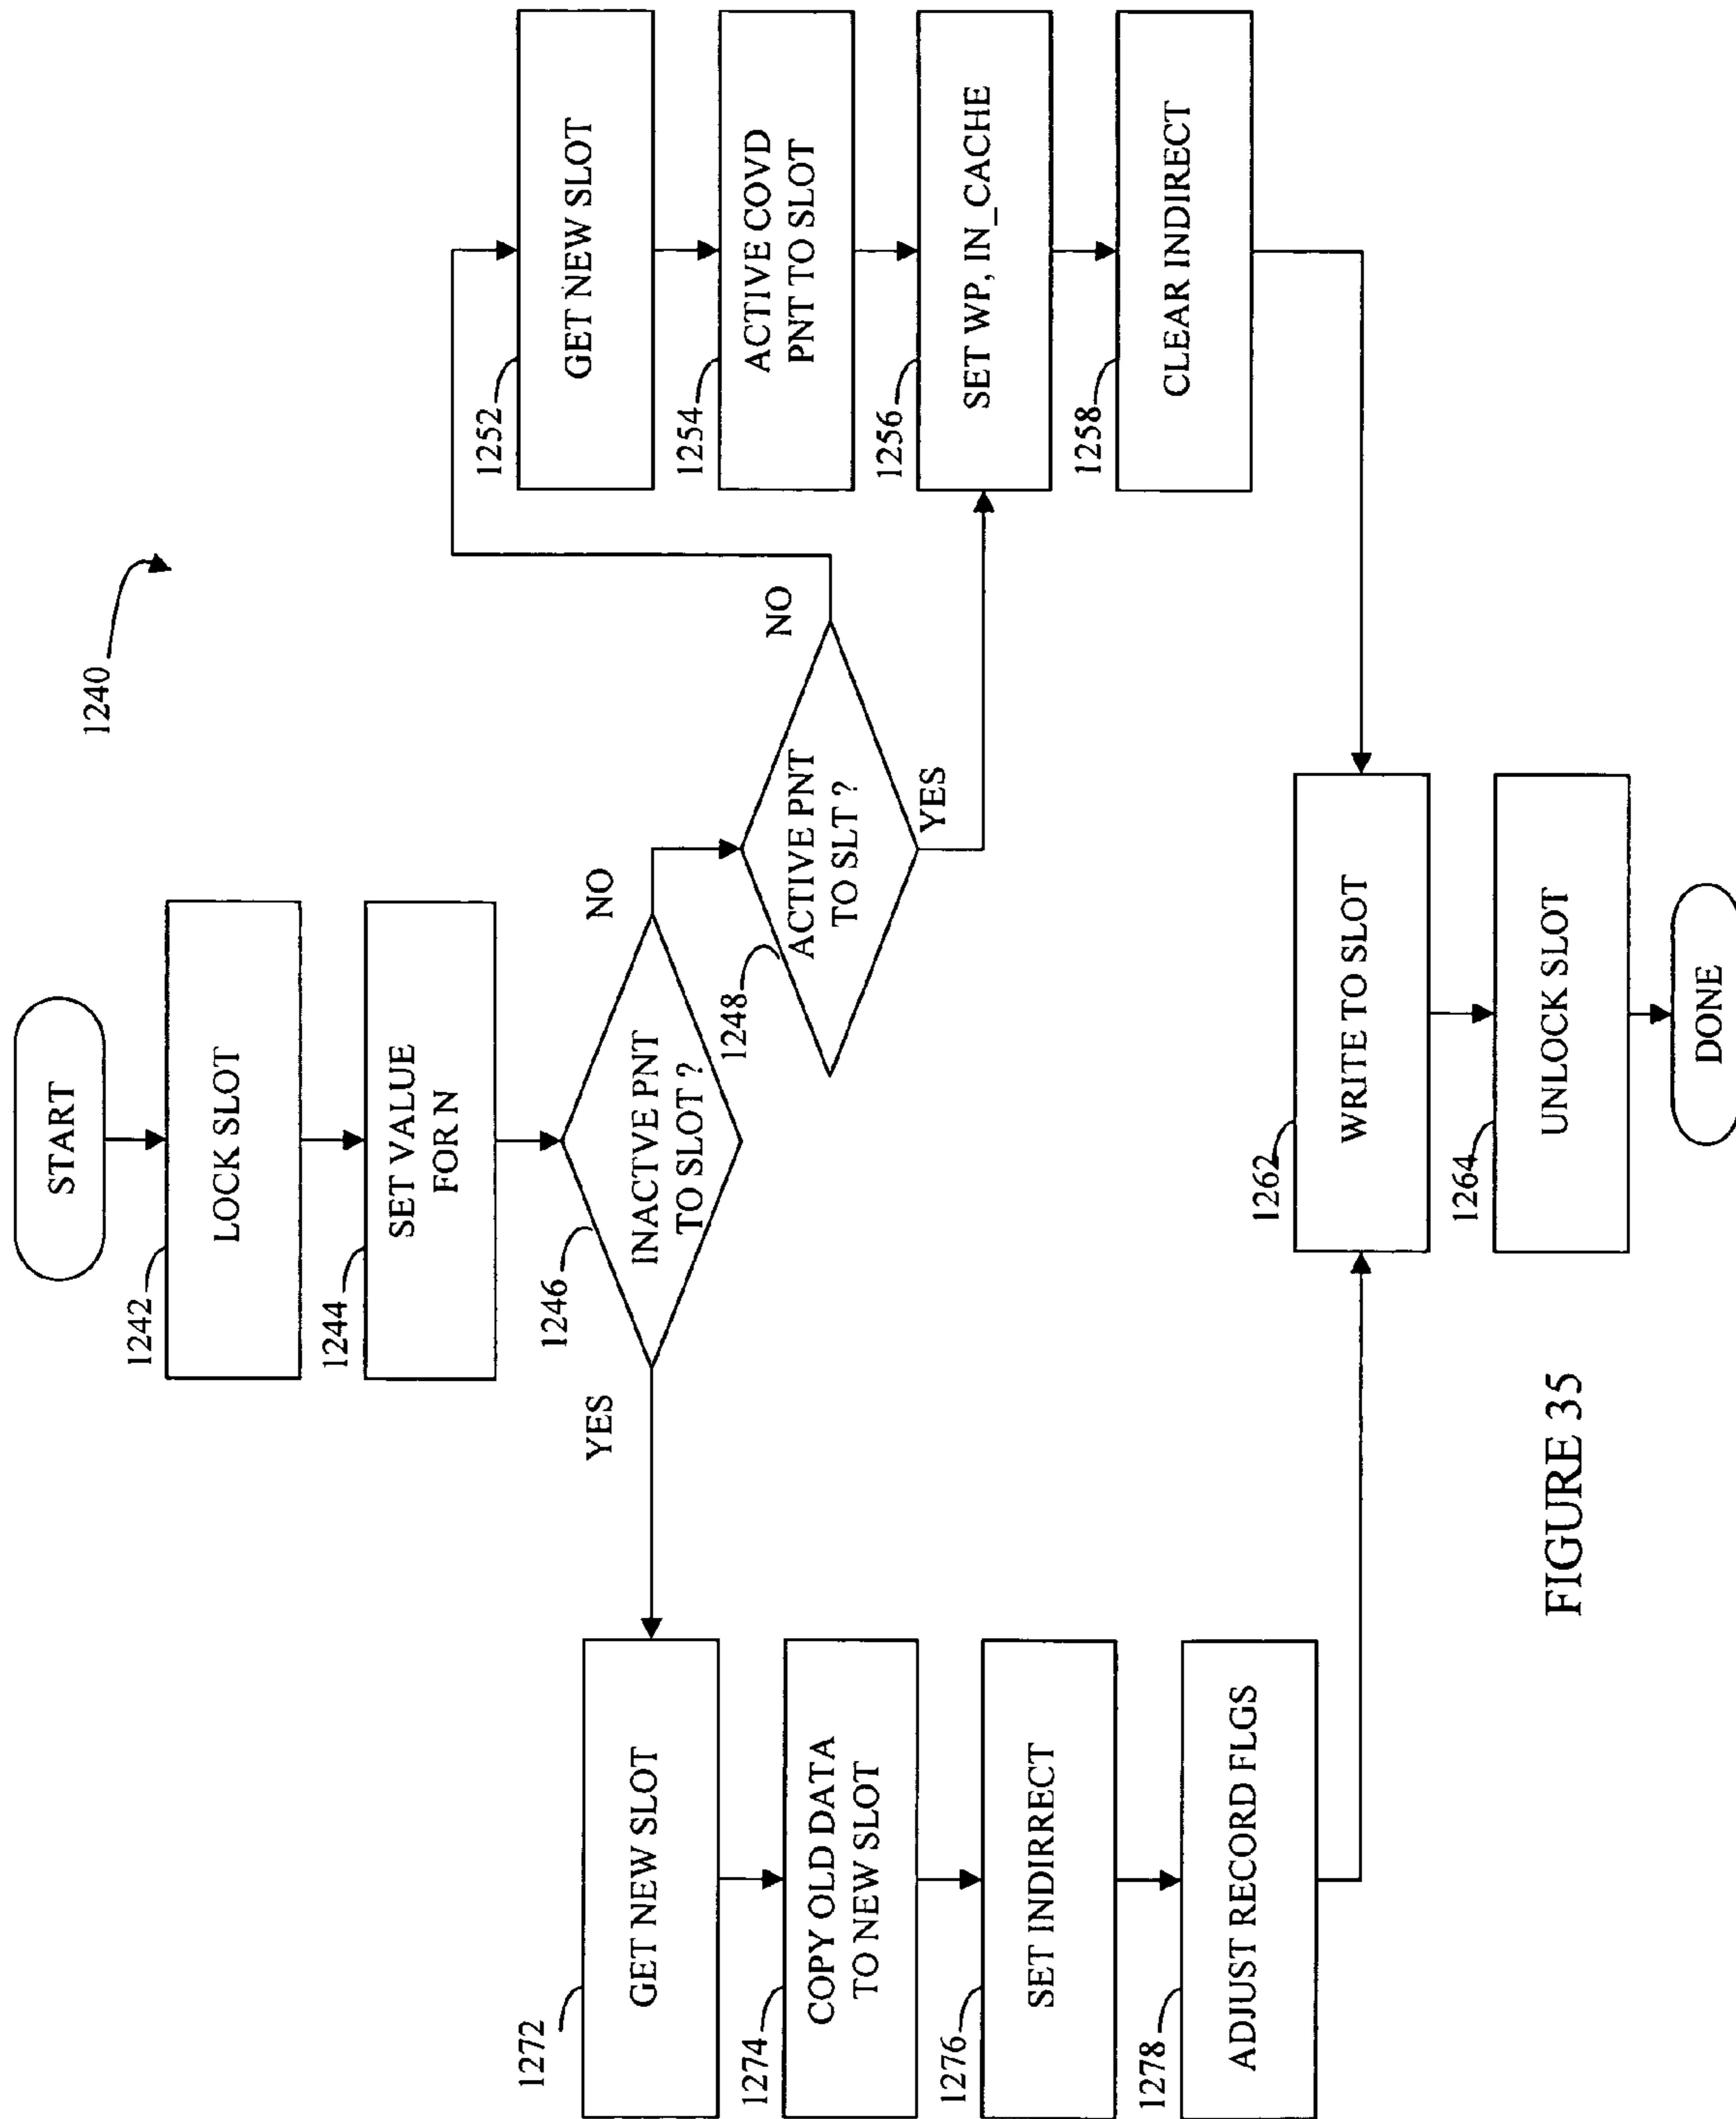 1240
START
1242
LOCK SLOT
1244
SET VALUE
FOR N
1246
INACTVE PNT
TO SLOT ?
YES
NO
1248
ACTIVE PNT
TO SLT ?
NO
YES
1252
GET NEW SLOT
1254
ACTIVE COVD
PNT TO SLOT
1256
SET WP, IN_CACHE
1258
CLEAR INDIRECT
1272
GET NEW SLOT
1274
COPY OLD DATA
TO NEW SLOT
1276
SET INDIRRECT
1278
ADJUST RECORD FLGS
1262
WRITE TO SLOT
1264
UNLOCK SLOT
DONE
FIGURE 35